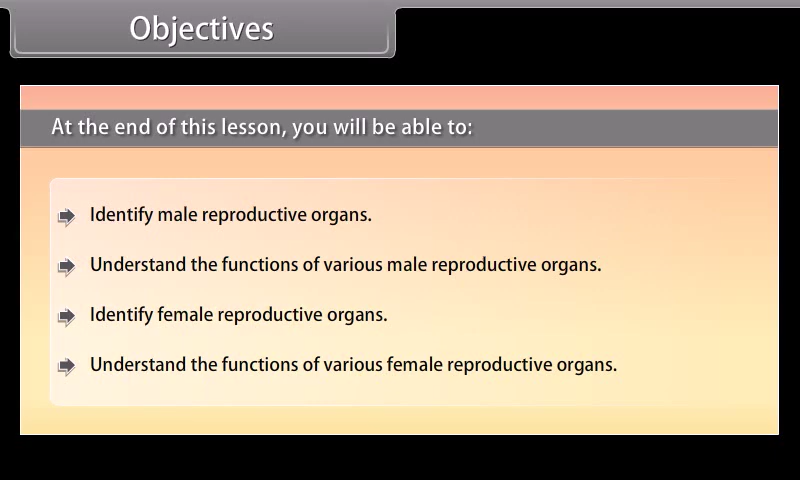 Objectives
At the end of this lesson, you will be able to:
Identify male reproductive organs.
Understand the functions of various male reproductive organs.
Identify female reproductive organs.
Understand the functions of various female reproductive organs.